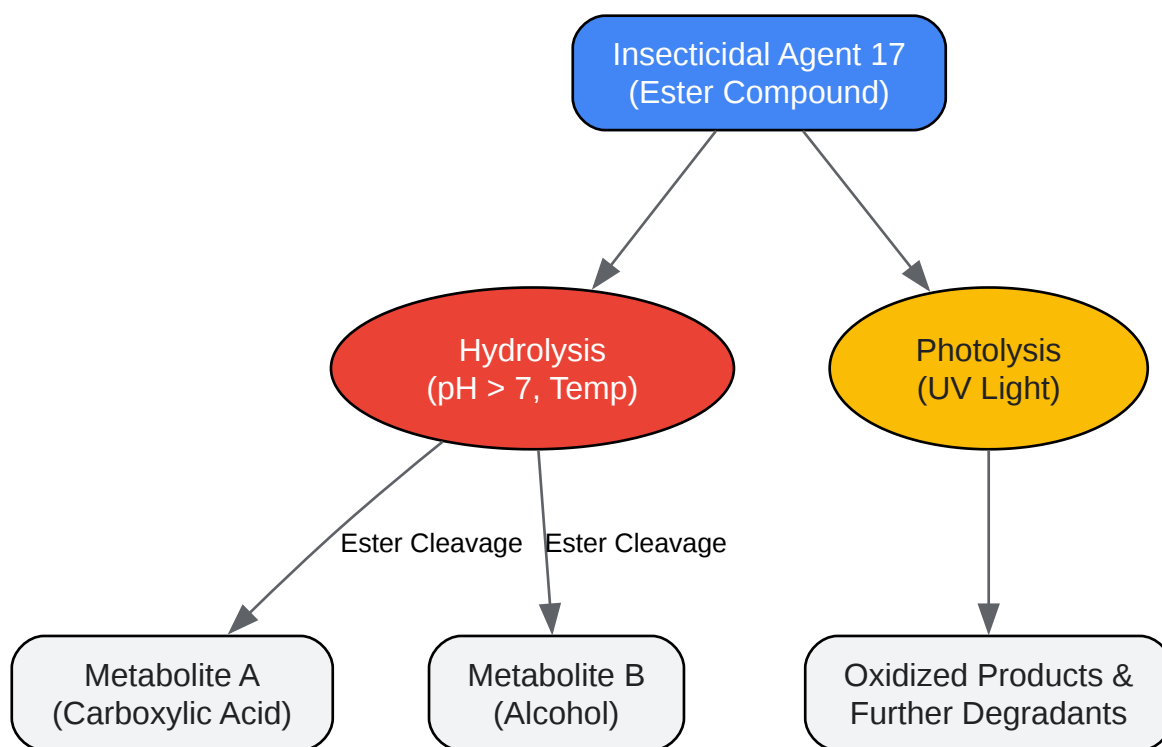 Insecticidal Agent 17
(Ester Compound)
Hydrolysis
(pH > 7, Temp)
Photolysis
(UV Light)
Ester Cleavage
Ester Cleavage
Metabolite A
(Carboxylic Acid)
Metabolite B
(Alcohol)
Oxidized Products &
Further Degradants